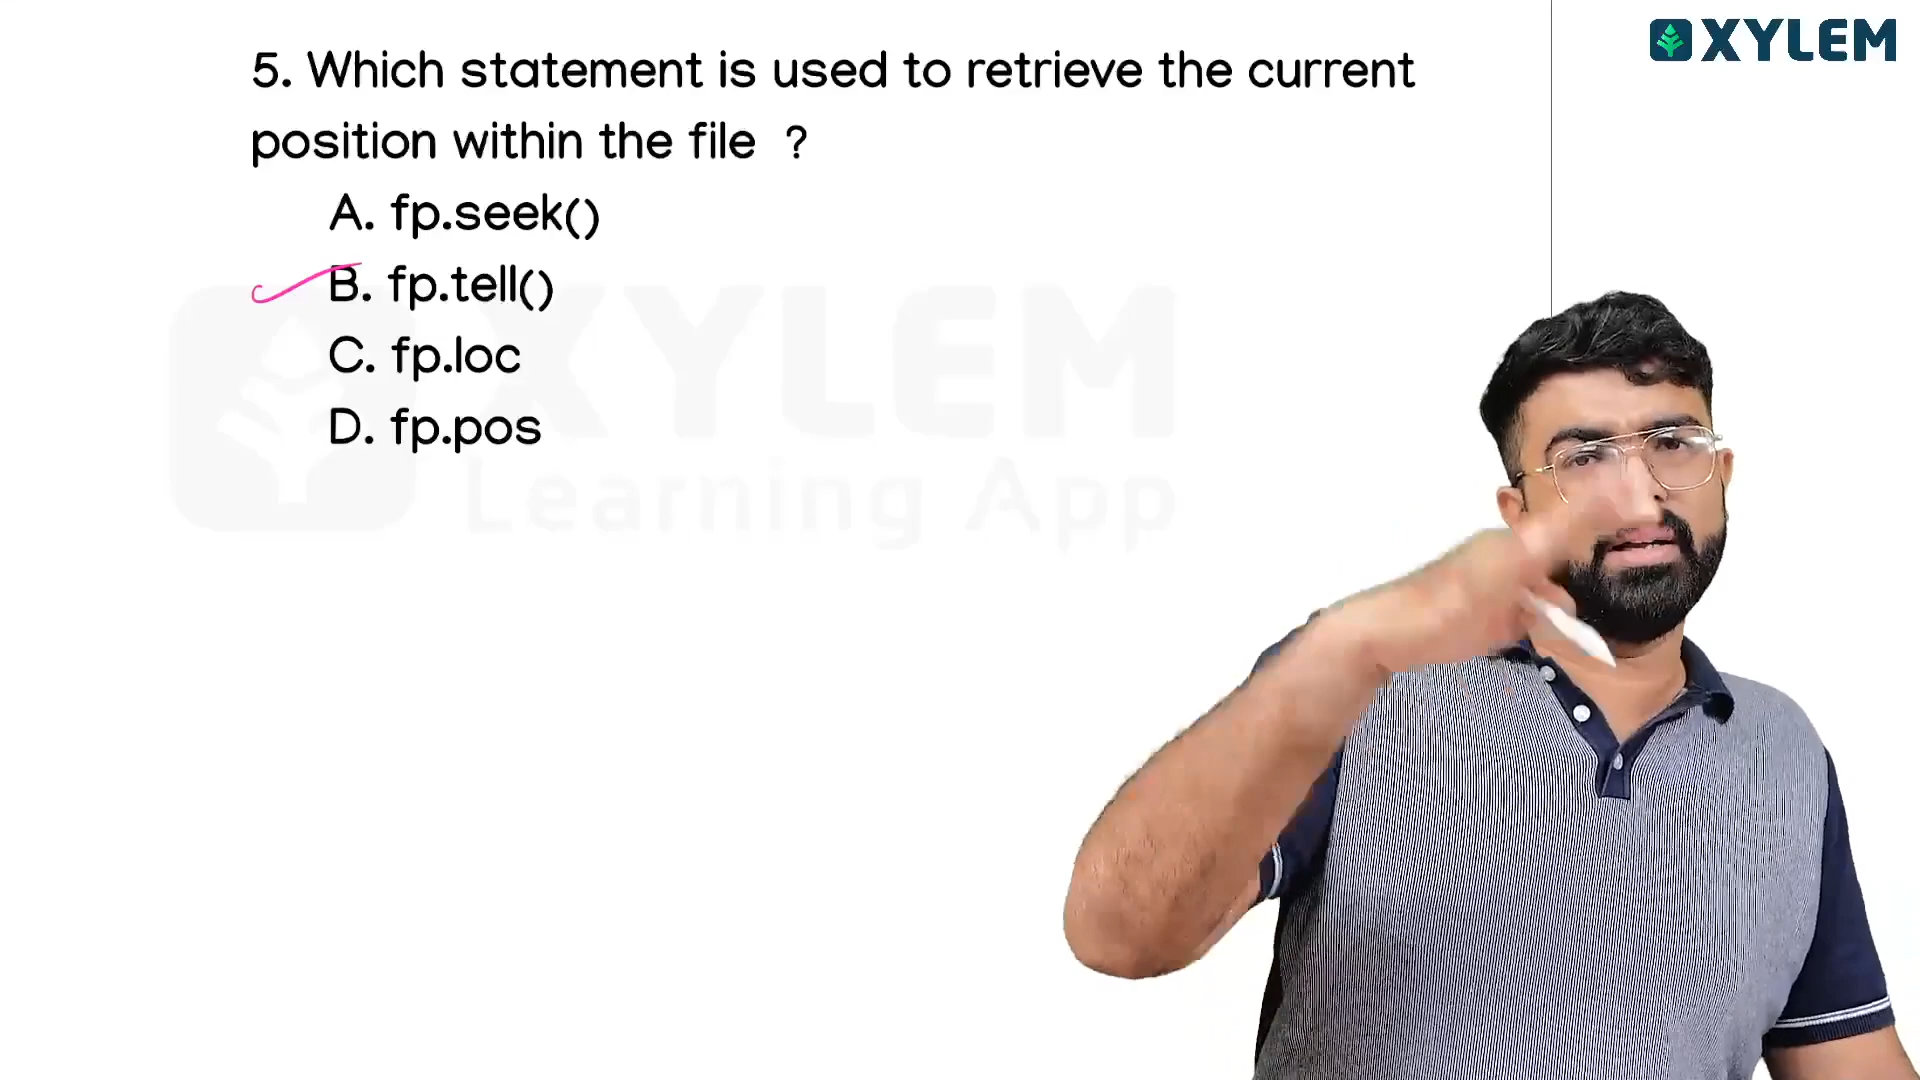 XYLEM
5. Which statement is used to retrieve the current
position within the file ?
A. fp.seek()
B. fp.tell()
C. fp.loc
D. fp.pos
XYLEM
Learning App